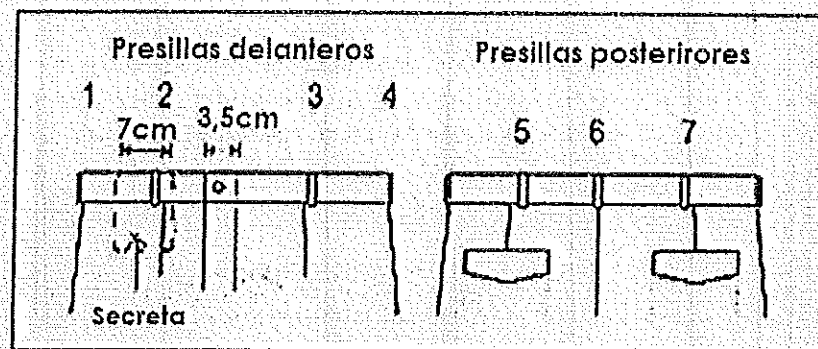 Presillas delanteros
1 2 3 4
7cm 3,5cm
Secreta
Presillas posterirores
5 6 7